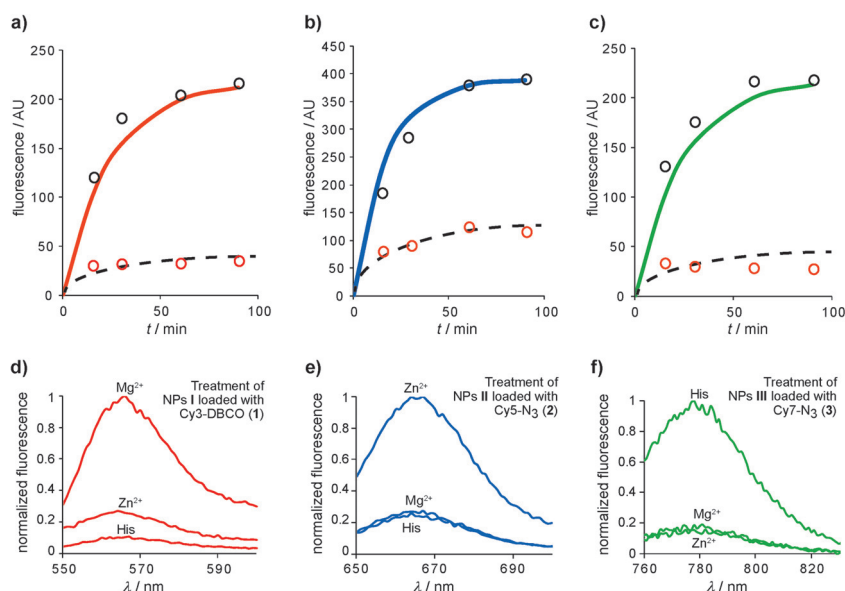 a)
fluorescence / AU
250
200
150
100
50
0
0
50
100
t / min
b)
fluorescence / AU
450
400
350
300
250
200
150
100
50
0
0
50
100
t / min
c)
fluorescence / AU
250
200
150
100
50
0
0
50
100
t / min
d)
normalized fluorescence
1
0.8
0.6
0.4
0.2
0
Mg²⁺
Zn²⁺
His
Treatment of
NPs I loaded with
Cy3-DBCO (1)
550
570
590
λ / nm
e)
normalized fluorescence
1
0.8
0.6
0.4
0.2
0
Zn²⁺
Mg²⁺
His
Treatment of
NPs II loaded with
Cy5-N₃ (2)
650
670
690
λ / nm
f)
normalized fluorescence
1
0.8
0.6
0.4
0.2
0
His
Mg²⁺
Zn²⁺
Treatment of
NPs III loaded with
Cy7-N₃ (3)
760
780
800
820
λ / nm